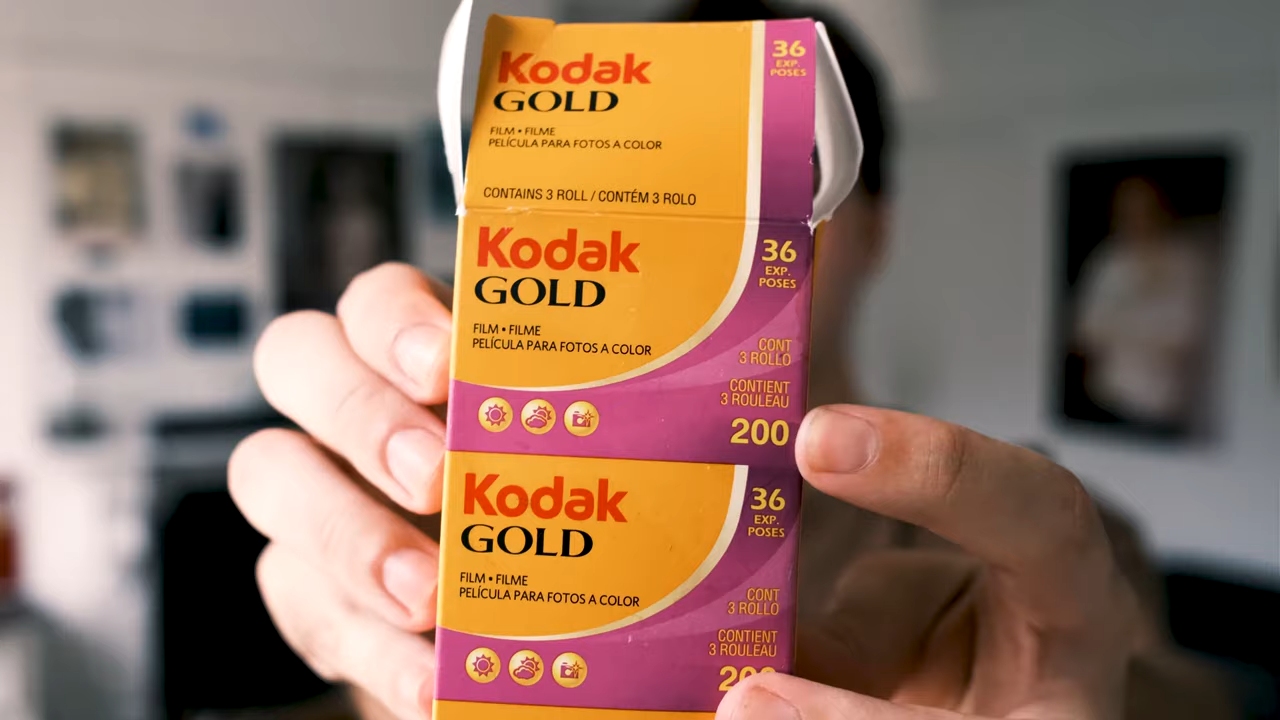 Kodak
GOLD
FILM • FILME
PELÍCULA PARA FOTOS A COLOR
CONTAINS 3 ROLL / CONTÉM 3 ROLO
36
EXP.
POSES
Kodak
GOLD
FILM • FILME
PELÍCULA PARA FOTOS A COLOR
36
EXP.
POSES
CONT
3 ROLLO
CONTIENT
3 ROULEAU
200
Kodak
GOLD
FILM • FILME
PELÍCULA PARA FOTOS A COLOR
36
EXP.
POSES
CONT
3 ROLLO
CONTIENT
3 ROULEAU
200